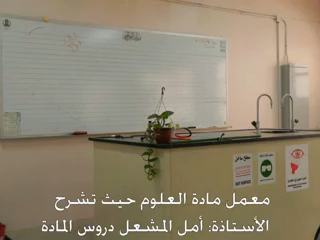 معمل مادة العلوم حيث تشرح
الأستاذة: أمل المشعل دروس المادة